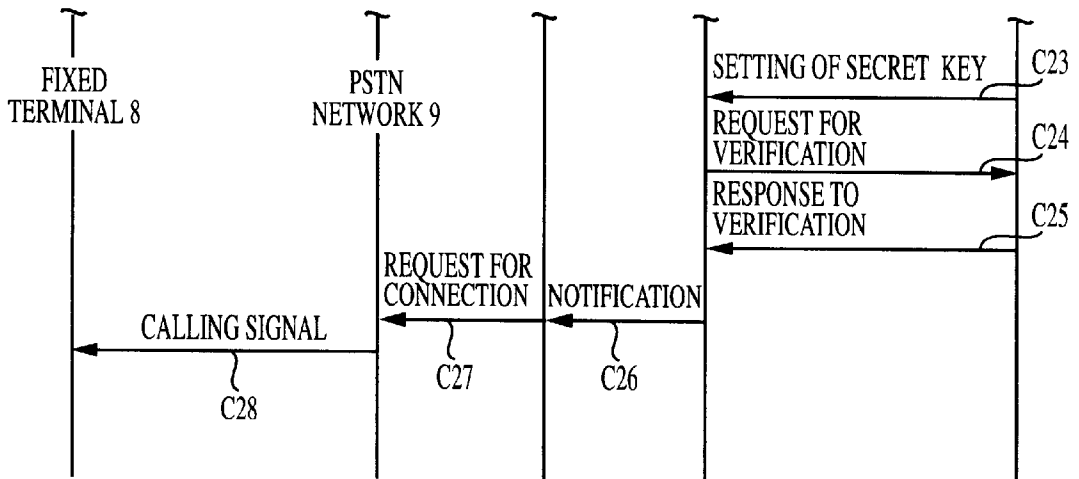 FIXED
TERMINAL 8
PSTN
NETWORK 9
SETTING OF SECRET KEY
C23
REQUEST FOR
VERIFICATION
C24
RESPONSE TO
VERIFICATION
C25
REQUEST FOR
CONNECTION
NOTIFICATION
CALLING SIGNAL
C27
C26
C28